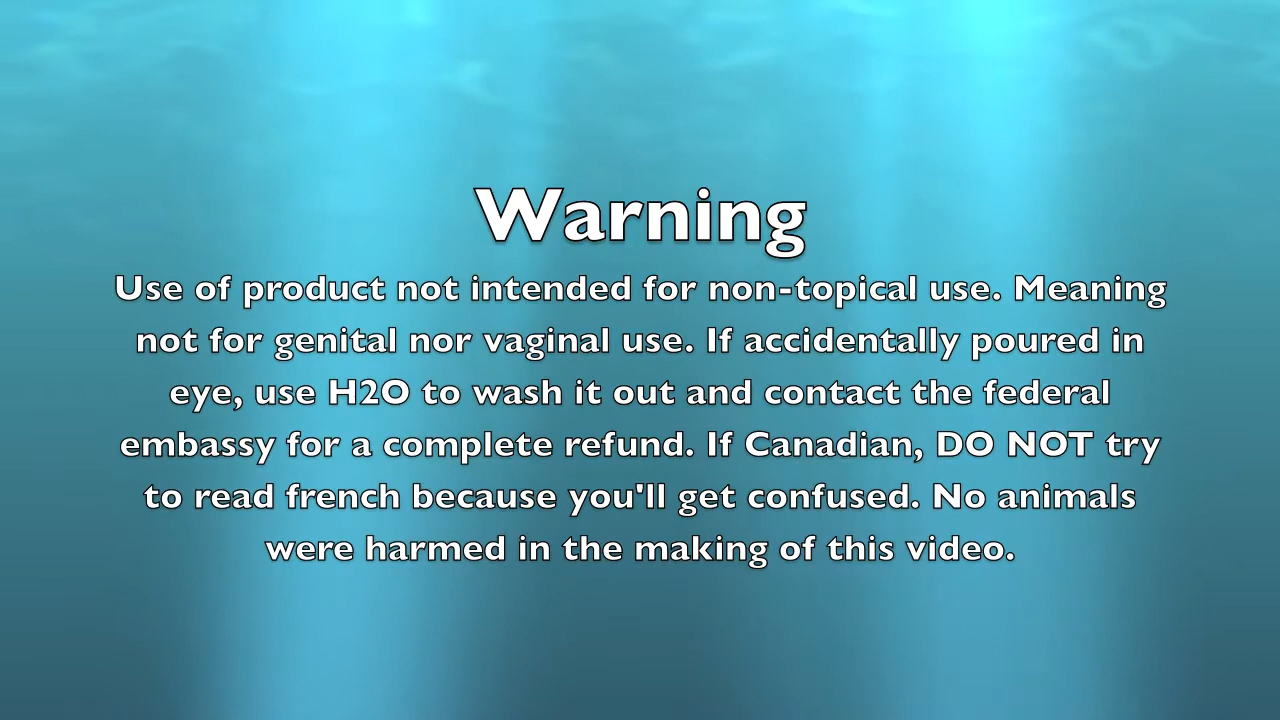 Warning
Use of product not intended for non-topical use. Meaning
not for genital nor vaginal use. If accidentally poured in
eye, use H2O to wash it out and contact the federal
embassy for a complete refund. If Canadian, DO NOT try
to read french because you'll get confused. No animals
were harmed in the making of this video.